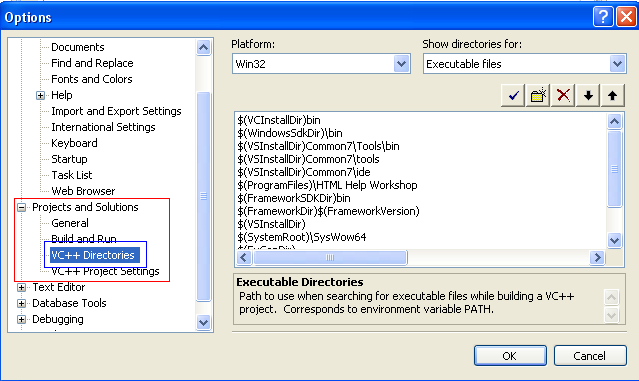 Options
Documents
Find and Replace
Fonts and Colors
Help
Import and Export Settings
International Settings
Keyboard
Startup
Task List
Web Browser
Projects and Solutions
General
Build and Run
VC++ Directories
VC++ Project Settings
Text Editor
Database Tools
Debugging
Platform:
Win32
Show directories for:
Executable files
$(VCInstallDir)bin
$(WindowsSdkDir)\bin
$(VSInstallDir)Common7\Tools\bin
$(VSInstallDir)Common7\tools
$(VSInstallDir)Common7\ide
$(ProgramFiles)\HTML Help Workshop
$(FrameworkSDKDir)bin
$(FrameworkDir)$(FrameworkVersion)
$(VSInstallDir)
$(SystemRoot)\SysWow64
Executable Directories
Path to use when searching for executable files while building a VC++
project. Corresponds to environment variable PATH.
OK
Cancel